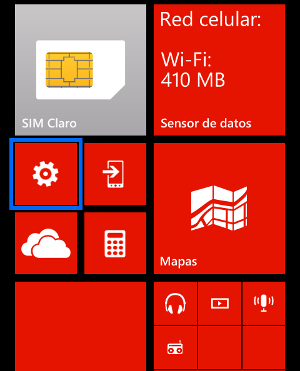 SIM Claro
Red celular:
Wi-Fi:
410 MB
Sensor de datos
Mapas